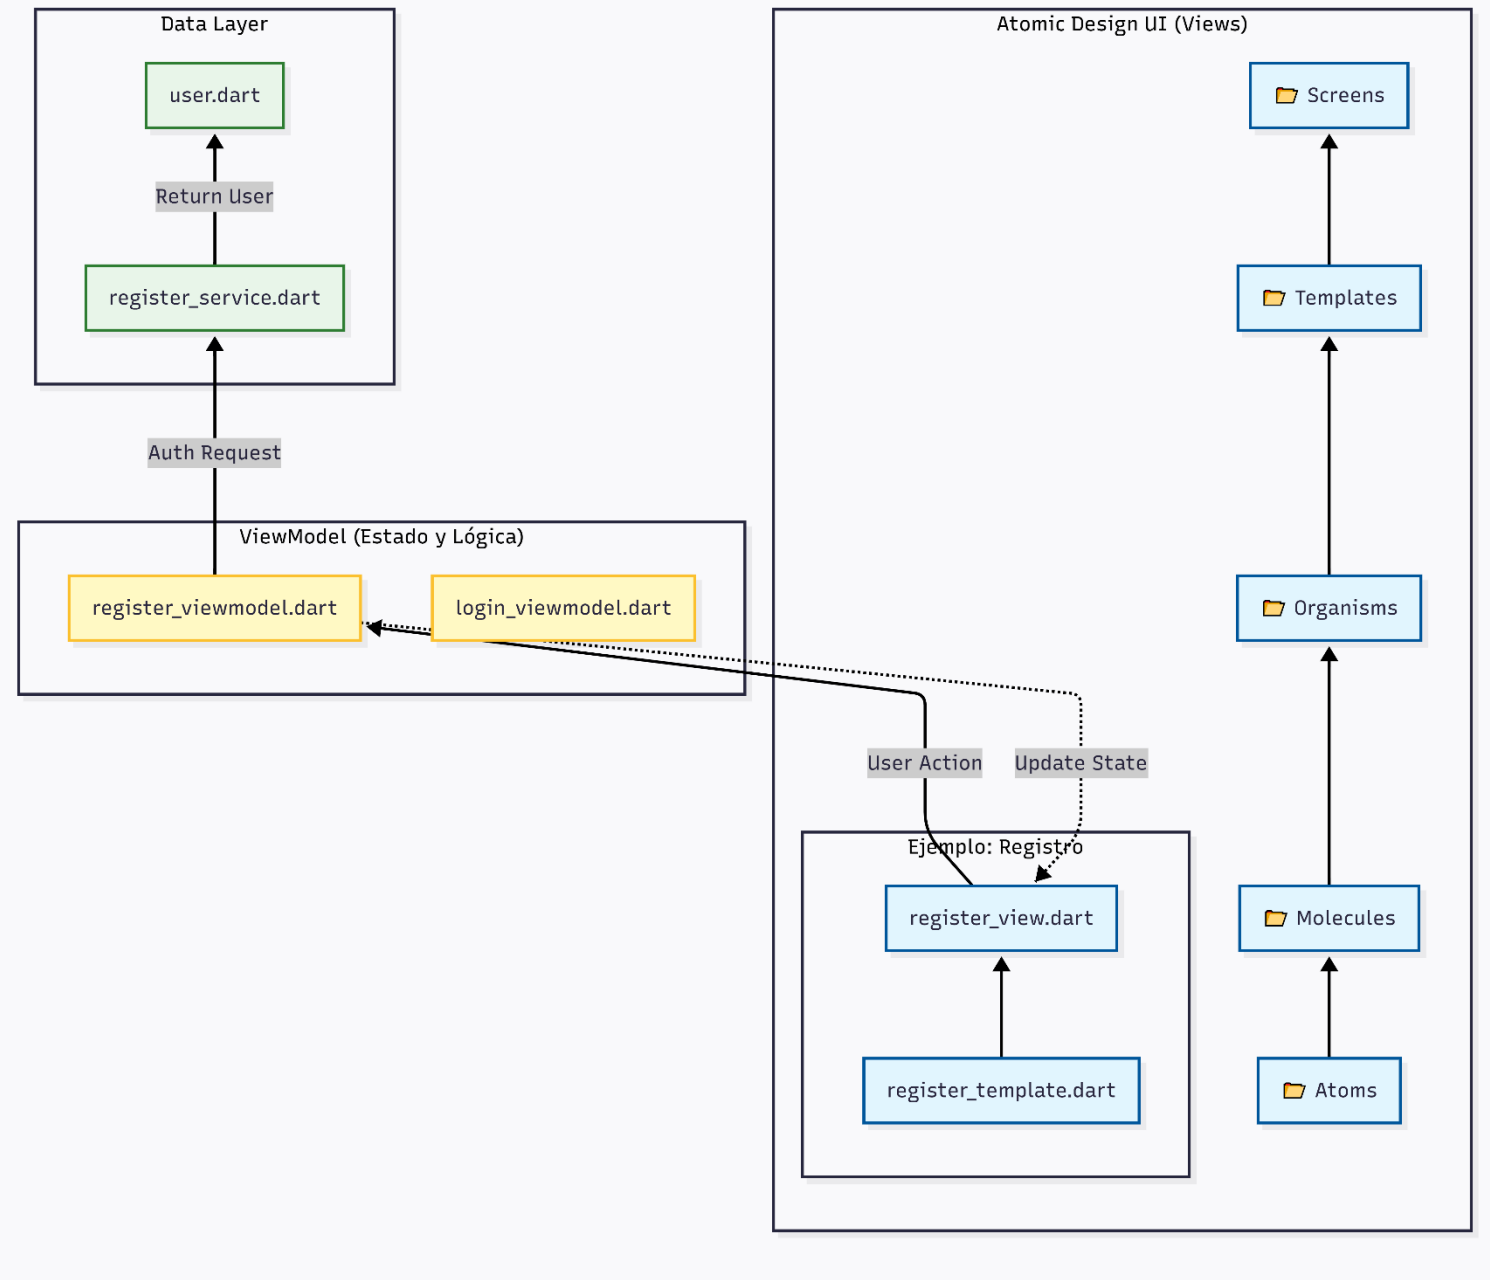 Data Layer
user.dart
Return User
register_service.dart
Auth Request
ViewModel (Estado y Lógica)
register_viewmodel.dart
login_viewmodel.dart
Atomic Design UI (Views)
Screens
Templates
Organisms
User Action
Update State
Ejemplo: Registro
register_view.dart
Molecules
register_template.dart
Atoms